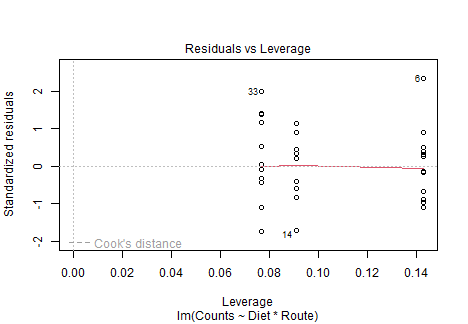 Residuals vs Leverage
Standardized residuals
2
1
0
-1
-2
33
6
14
Cook's distance
0.00 0.02 0.04 0.06 0.08 0.10 0.12 0.14
Leverage
lm(Counts ~ Diet * Route)